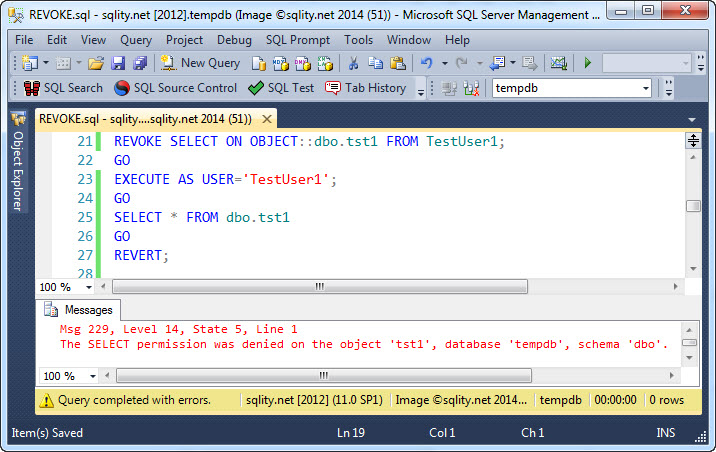 REVOKE.sql - sqlity.net [2012].tempdb (Image ©sqlity.net 2014 (51)) - Microsoft SQL Server Management ...
File Edit View Query Debug SQL Prompt Tools Window Help
New Query
SQL Search SQL Source Control SQL Test Tab History tempdb
REVOKE.sql - sqlity....sqlity.net 2014 (51))
Object Explorer
21 REVOKE SELECT ON OBJECT::dbo.tst1 FROM TestUser1;
22 GO
23 EXECUTE AS USER='TestUser1';
24 GO
25 SELECT * FROM dbo.tst1
26 GO
27 REVERT;
28
100 %
Messages
Msg 229, Level 14, State 5, Line 1
The SELECT permission was denied on the object 'tst1', database 'tempdb', schema 'dbo'.
100 %
Query completed with errors. sqlity.net [2012] (11.0 SP1) Image ©sqlity.net 2014... tempdb 00:00:00 0 rows
Item(s) Saved Ln 19 Col 1 Ch 1 INS